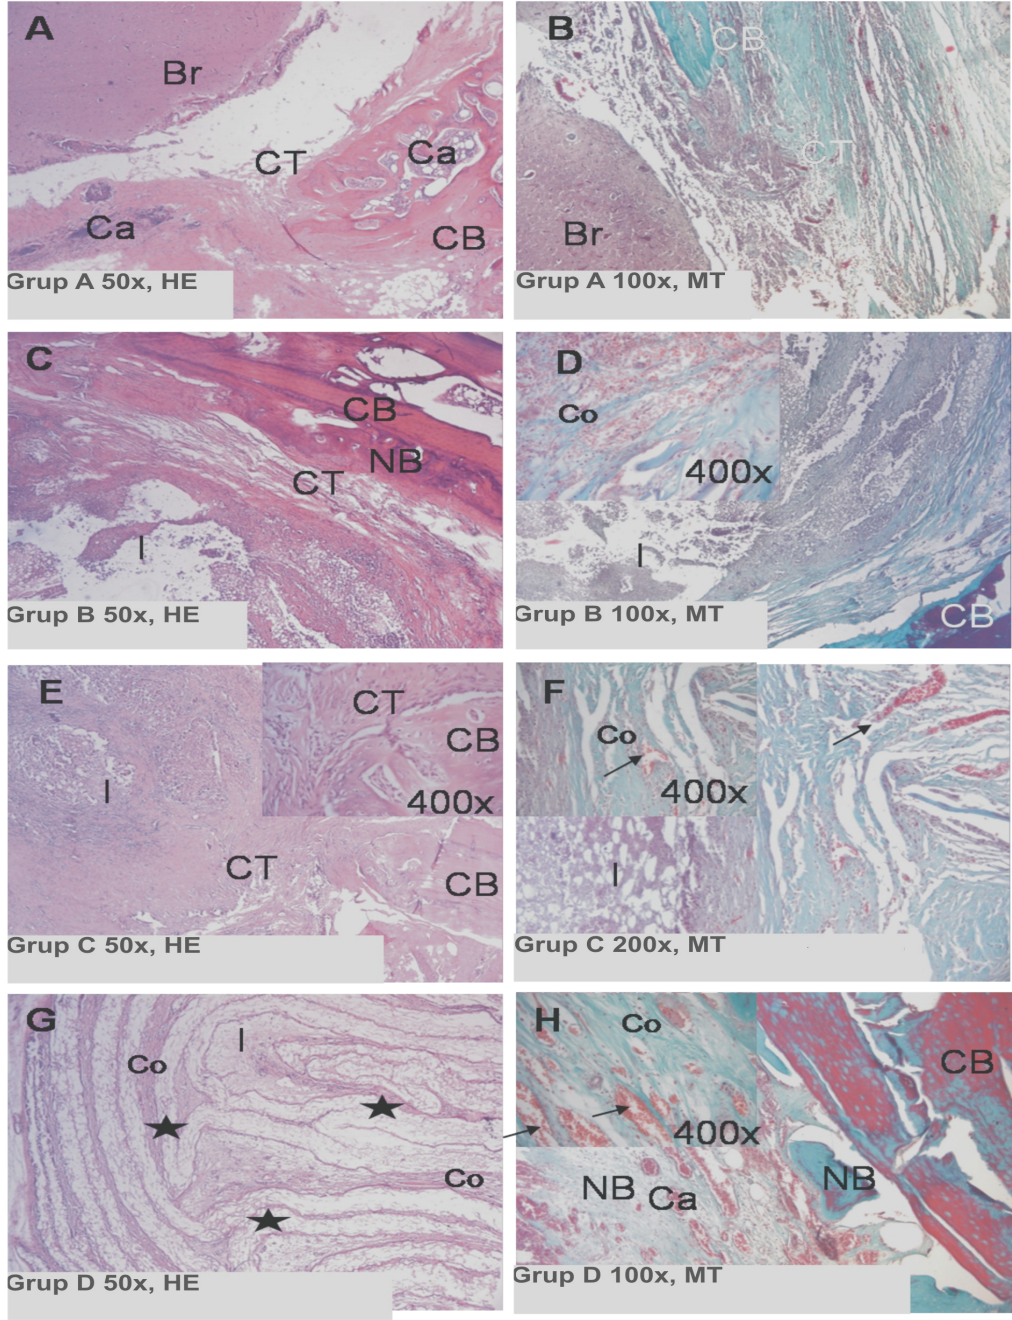 A
Br
CT
Ca
Ca
CB
Grup A 50x, HE
B
CB
CT
Br
Grup A 100x, MT
C
CB
NB
CT
I
Grup B 50x, HE
D
Co
400x
I
CB
Grup B 100x, MT
E
CT
CB
I
400x
CT
CB
Grup C 50x, HE
F
Co
400x
I
Grup C 200x, MT
G
I
Co
Co
Grup D 50x, HE
H
Co
CB
400x
NB
NB
Ca
Grup D 100x, MT